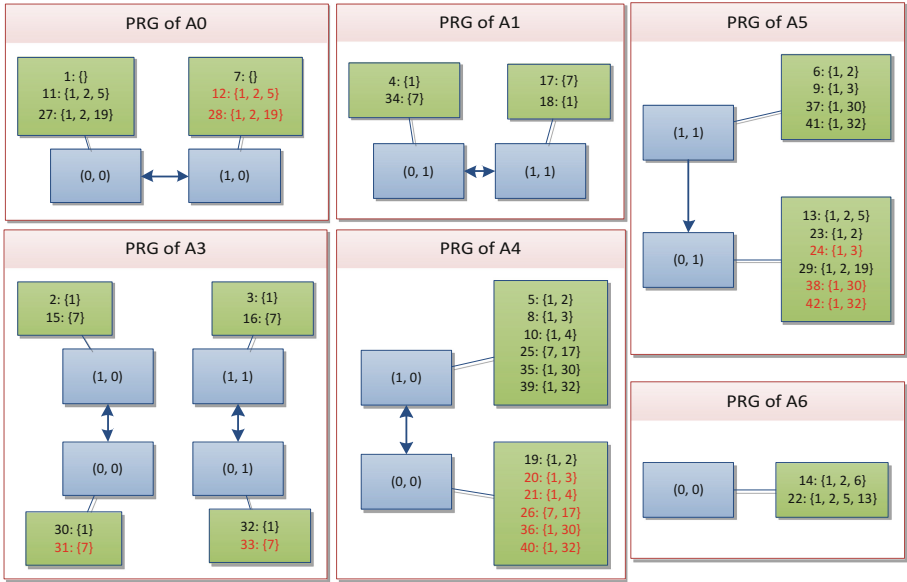 PRG of A0
1: {}
11: {1, 2, 5}
27: {1, 2, 19}
7: {}
12: {1, 2, 5}
28: {1, 2, 19}
(0, 0)
(1, 0)
PRG of A1
4: {1}
34: {7}
17: {7}
18: {1}
(0, 1)
(1, 1)
PRG of A5
6: {1, 2}
9: {1, 3}
37: {1, 30}
41: {1, 32}
(1, 1)
13: {1, 2, 5}
23: {1, 2}
24: {1, 3}
29: {1, 2, 19}
38: {1, 30}
42: {1, 32}
(0, 1)
PRG of A3
2: {1}
15: {7}
3: {1}
16: {7}
(1, 0)
(1, 1)
(0, 0)
(0, 1)
30: {1}
31: {7}
32: {1}
33: {7}
PRG of A4
5: {1, 2}
8: {1, 3}
10: {1, 4}
25: {7, 17}
35: {1, 30}
39: {1, 32}
(1, 0)
(0, 0)
19: {1, 2}
20: {1, 3}
21: {1, 4}
26: {7, 17}
36: {1, 30}
40: {1, 32}
PRG of A6
(0, 0)
14: {1, 2, 6}
22: {1, 2, 5, 13}